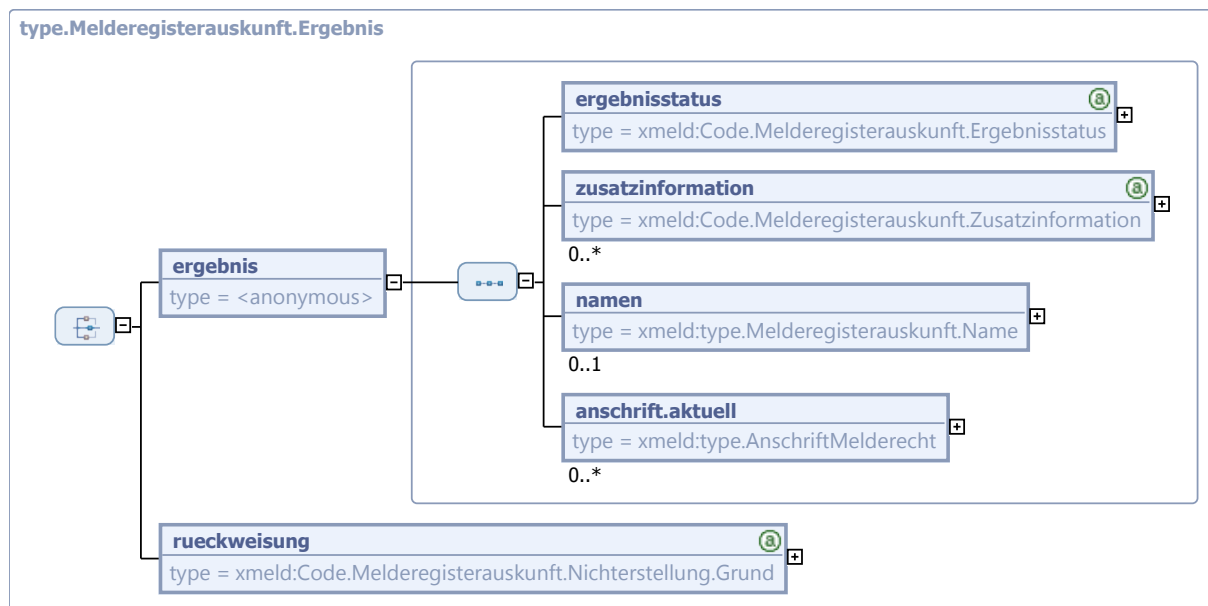 type.Melderegisterauskunft.Ergebnis
ergebnisstatus
type = xmeld:Code.Melderegisterauskunft.Ergebnisstatus
zusatzinformation
type = xmeld:Code.Melderegisterauskunft.Zusatzinformation
0..*
ergebnis
type = <anonymous>
namen
type = xmeld:type.Melderegisterauskunft.Name
0..1
anschrift.aktuell
type = xmeld:type.AnschriftMelderecht
0..*
rueckweisung
type = xmeld:Code.Melderegisterauskunft.Nichterstellung.Grund